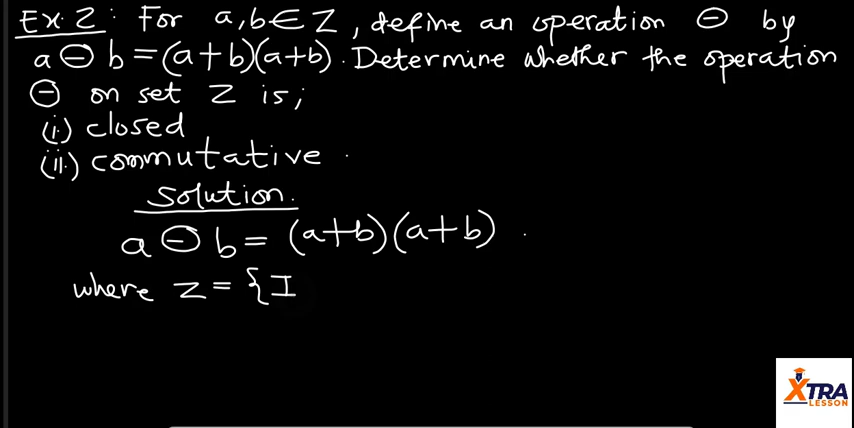 Ex. 2: For a, b ∈ Z, define an operation ⊖ by
a ⊖ b = (a+b)(a+b). Determine whether the operation
⊖ on set Z is;
(i.) closed
(ii.) commutative.
Solution.
a ⊖ b = (a+b)(a+b).
where Z = {I
XTRA
LESSON